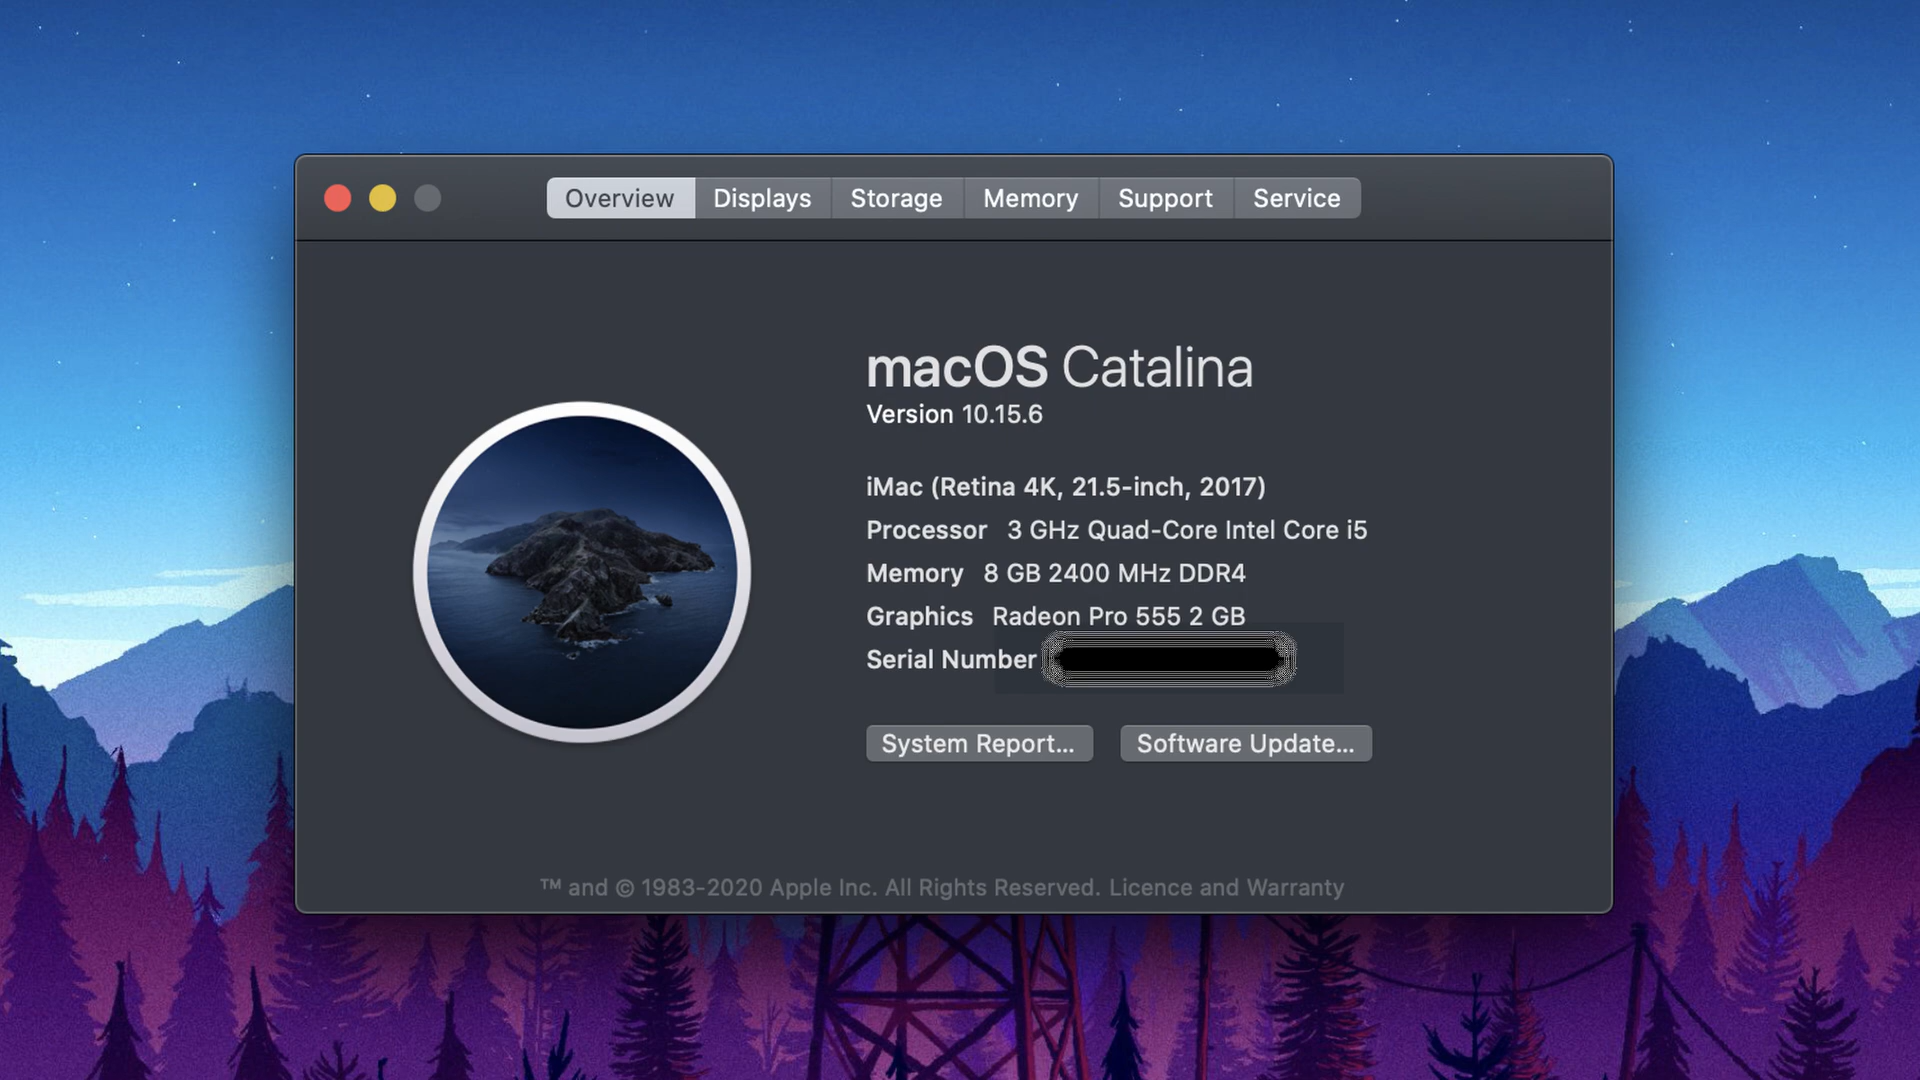 Overview Displays Storage Memory Support Service
macOS Catalina
Version 10.15.6
iMac (Retina 4K, 21.5-inch, 2017)
Processor 3 GHz Quad-Core Intel Core i5
Memory 8 GB 2400 MHz DDR4
Graphics Radeon Pro 555 2 GB
Serial Number
System Report... Software Update...
™ and © 1983-2020 Apple Inc. All Rights Reserved. Licence and Warranty